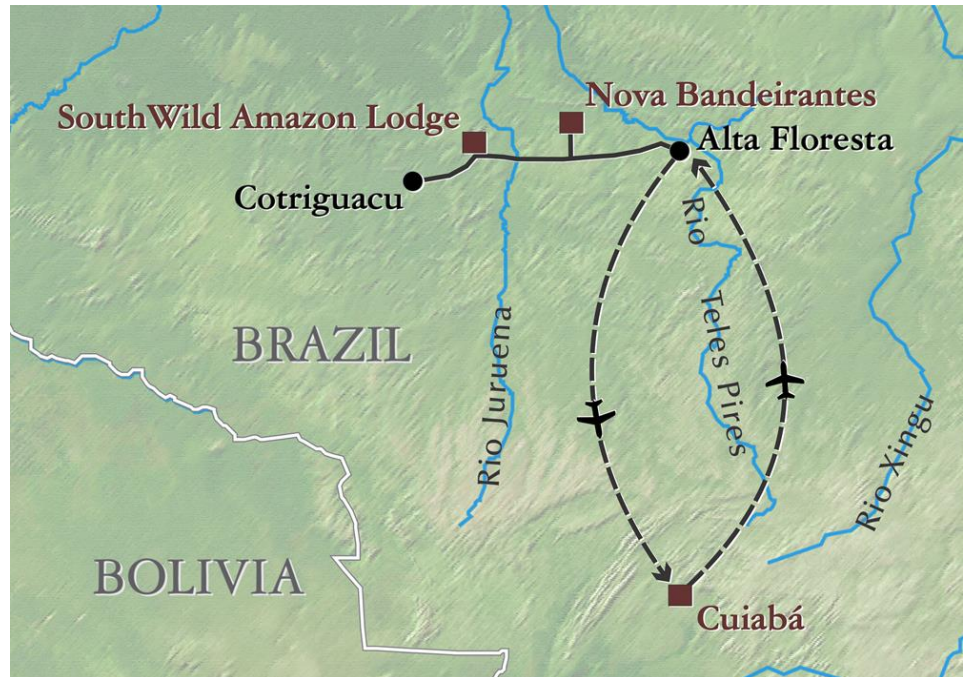 Nova Bandeirantes
SouthWild Amazon Lodge
Alta Floresta
Cotriguacu
Rio
Teles Pires
BRAZIL
Rio Juruena
Rio Xingu
BOLIVIA
Cuiabá